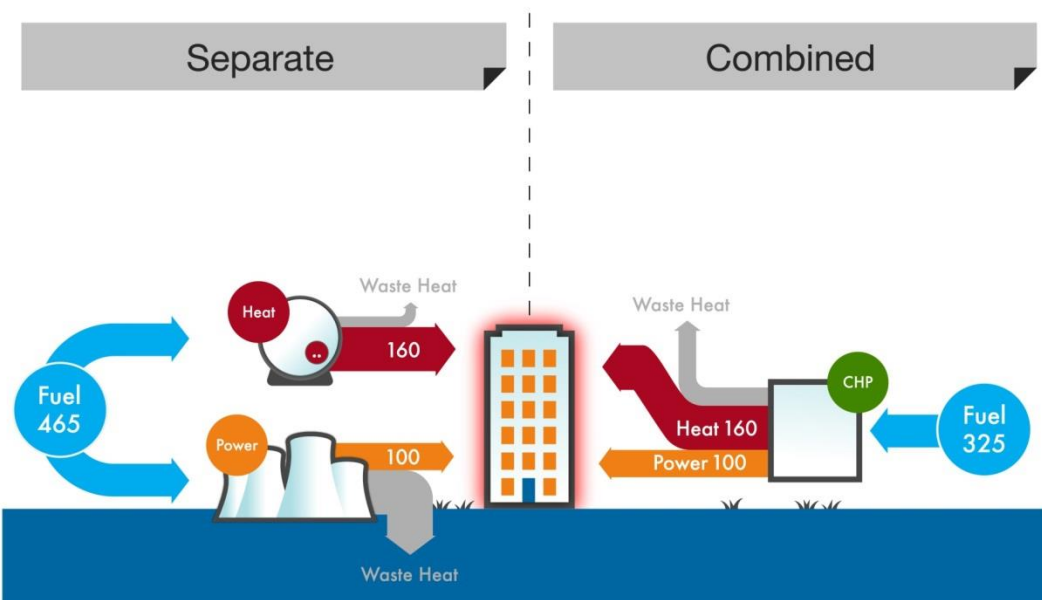 Separate
Combined
Waste Heat
Heat
160
Fuel
465
Power
100
Waste Heat
Waste Heat
CHP
Heat 160
Power 100
Fuel
325